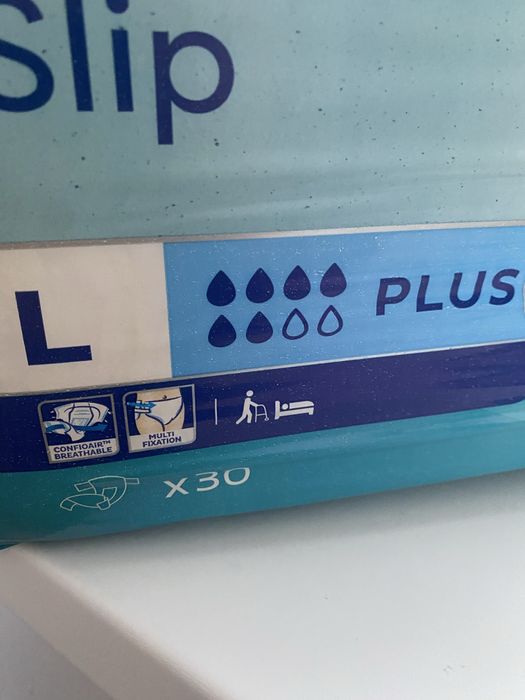 Slip
L
PLUS
CONFIOAIR™
BREATHABLE
MULTI
FIXATION
x30